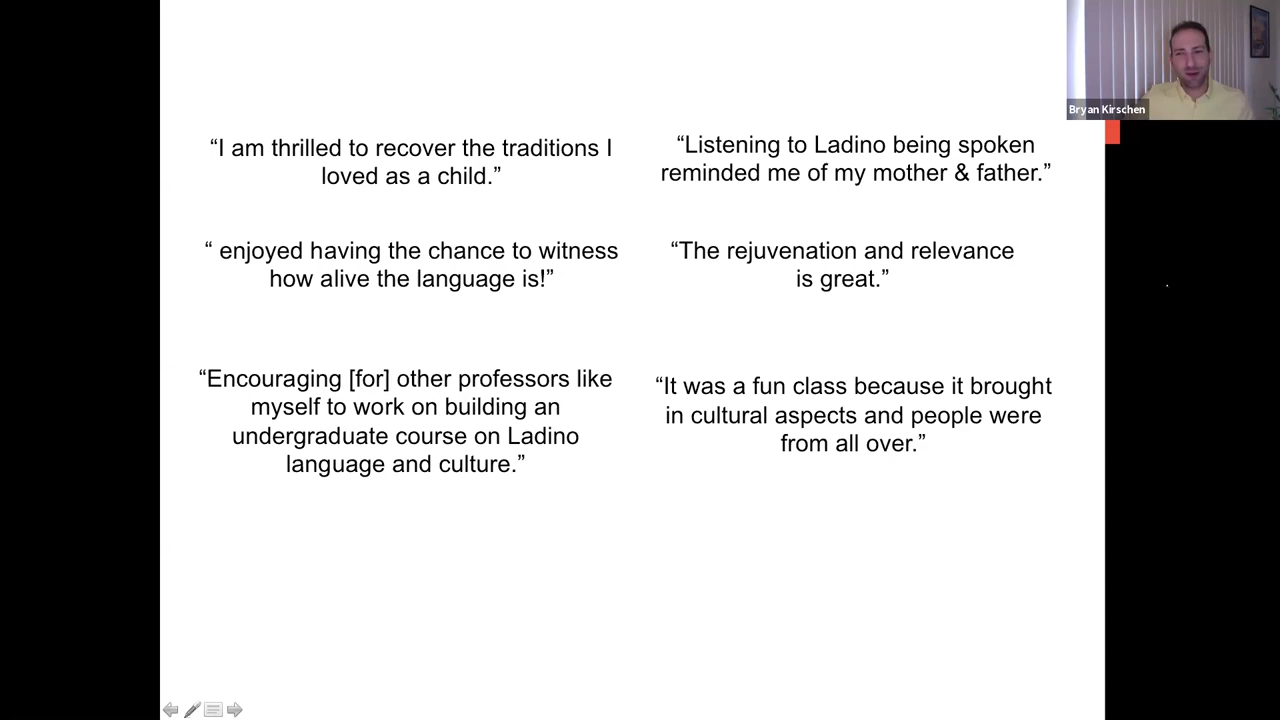 Bryan Kirschen
“I am thrilled to recover the traditions I
loved as a child.”
“Listening to Ladino being spoken
reminded me of my mother & father.”
“ enjoyed having the chance to witness
how alive the language is!”
“The rejuvenation and relevance
is great.”
“Encouraging [for] other professors like
myself to work on building an
undergraduate course on Ladino
language and culture.”
“It was a fun class because it brought
in cultural aspects and people were
from all over.”